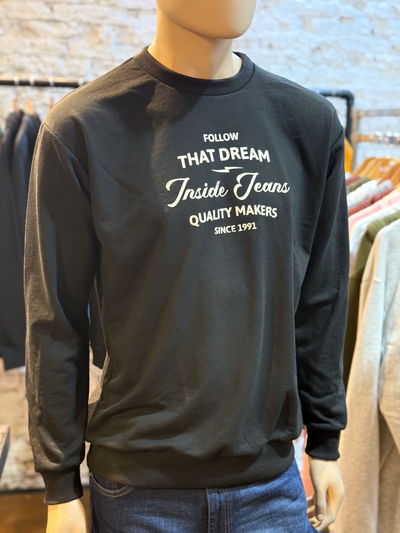 FOLLOW
THAT DREAM
Inside Jeans
QUALITY MAKERS
SINCE 1991